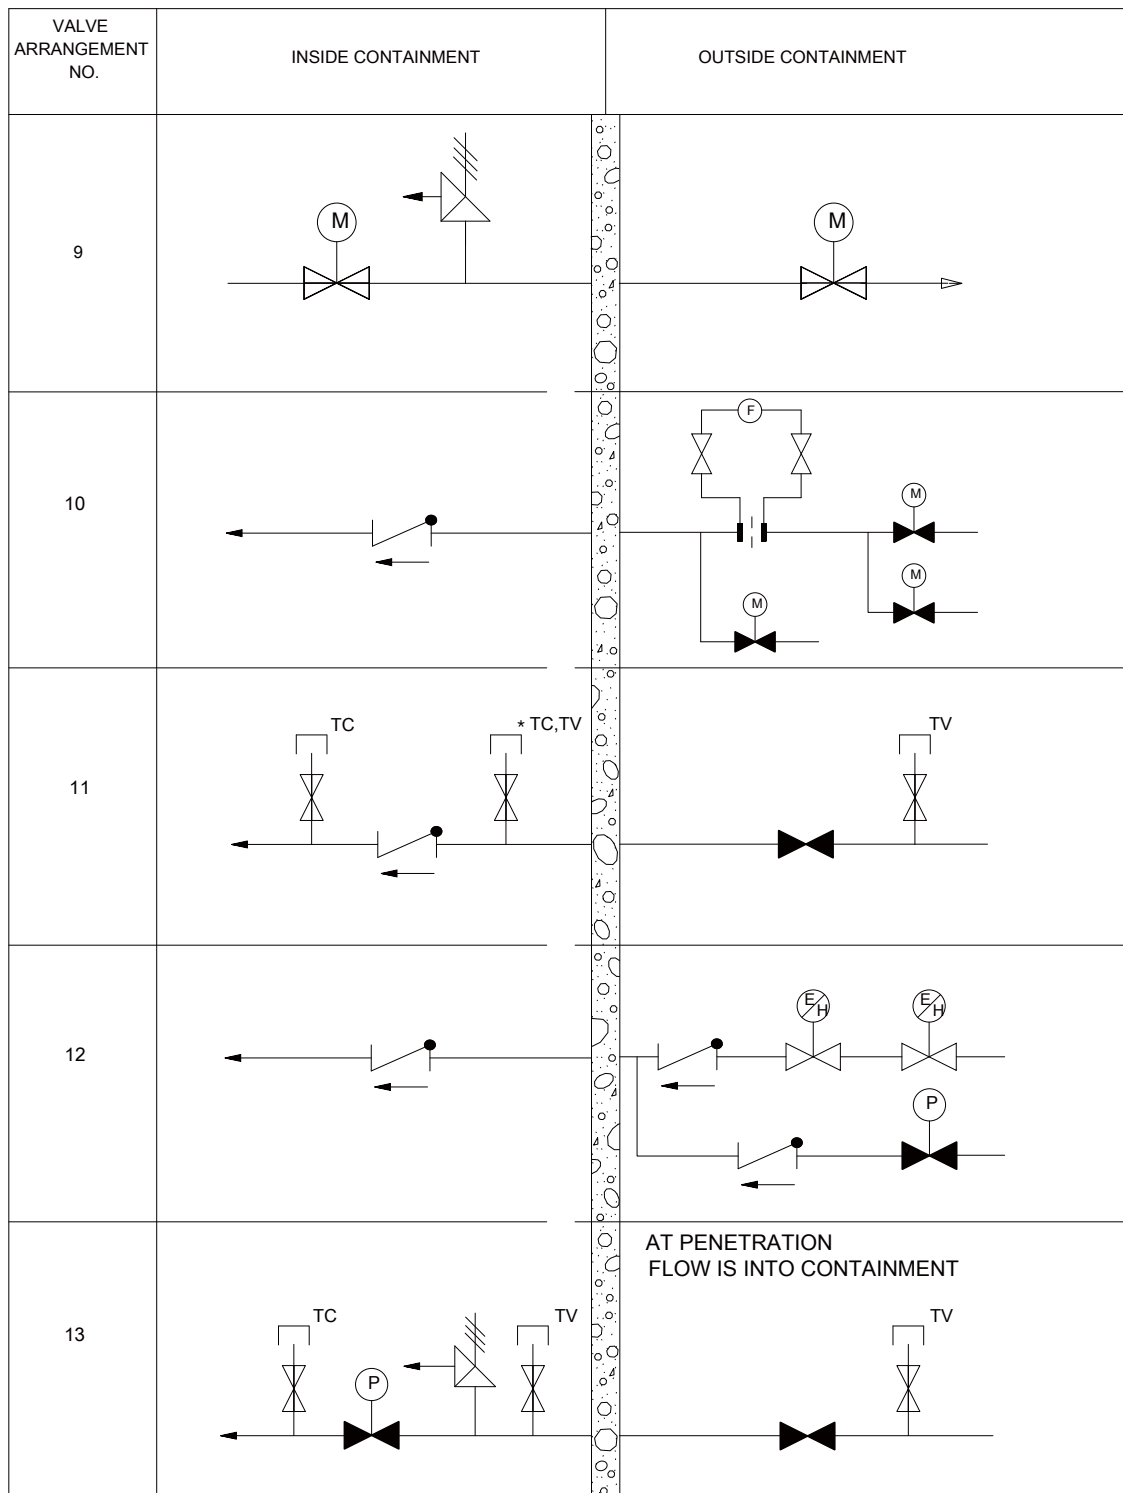 VALVE
ARRANGEMENT
NO.
INSIDE CONTAINMENT
OUTSIDE CONTAINMENT
9
M
M
10
F
M
M
M
11
TC
* TC,TV
TV
12
E/H
E/H
P
13
AT PENETRATION
FLOW IS INTO CONTAINMENT
TC
P
TV
TV